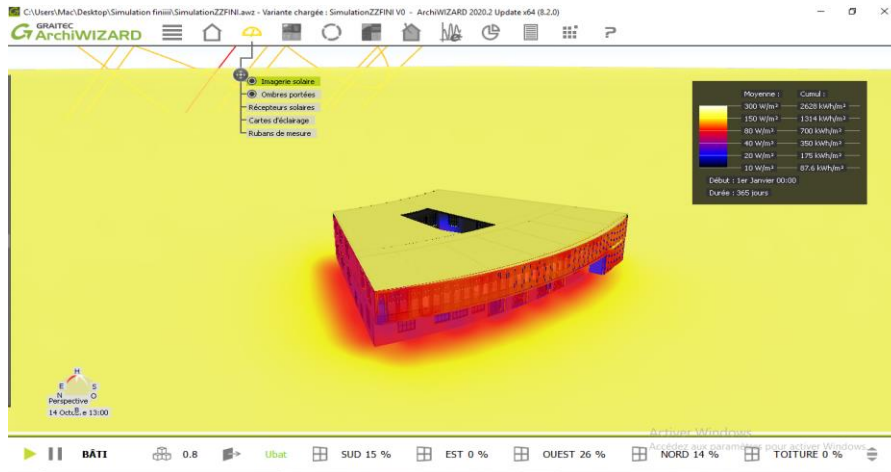 C:\Users\Mac\Desktop\Simulation finiiii\SimulationZZFINI.awz - Variante chargée : SimulationZZFINI V0 - ArchiWIZARD 2020.2 Update x64 (8.2.0)
GRAITEC
ArchiWIZARD
Imagerie solaire
Ombres portées
Récepteurs solaires
Cartes d'éclairage
Rubans de mesure
Moyenne : Cumul :
300 W/m² 2628 kWh/m²
150 W/m² 1314 kWh/m²
80 W/m² 700 kWh/m²
40 W/m² 350 kWh/m²
20 W/m² 175 kWh/m²
10 W/m² 87.6 kWh/m²
Début : 1er Janvier 00:00
Durée : 365 jours
H
E S
N O
Perspective
B
14 Octobre 13:00
Activer Windows
Accédez aux paramètres pour activer Windows.
BÂTI 0.8 Ubat SUD 15 % EST 0 % OUEST 26 % NORD 14 % TOITURE 0 %